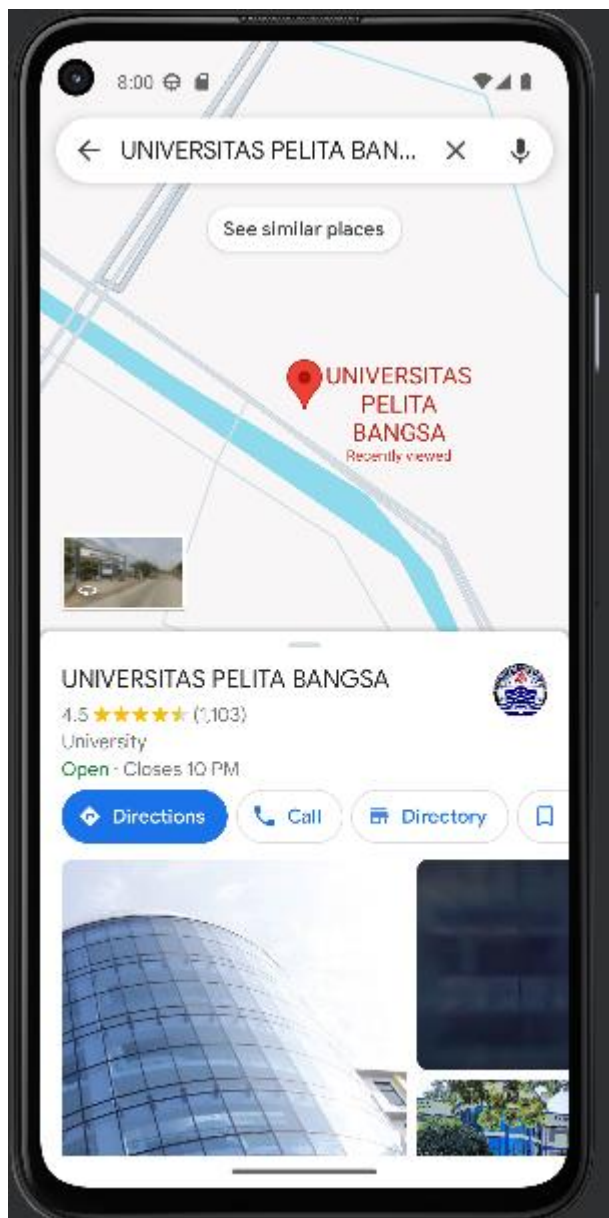 8:00
UNIVERSITAS PELITA BAN...
See similar places
UNIVERSITAS
PELITA
BANGSA
Recently viewed
UNIVERSITAS PELITA BANGSA
4.5 (1,103)
University
Open · Closes 10 PM
Directions Call Directory